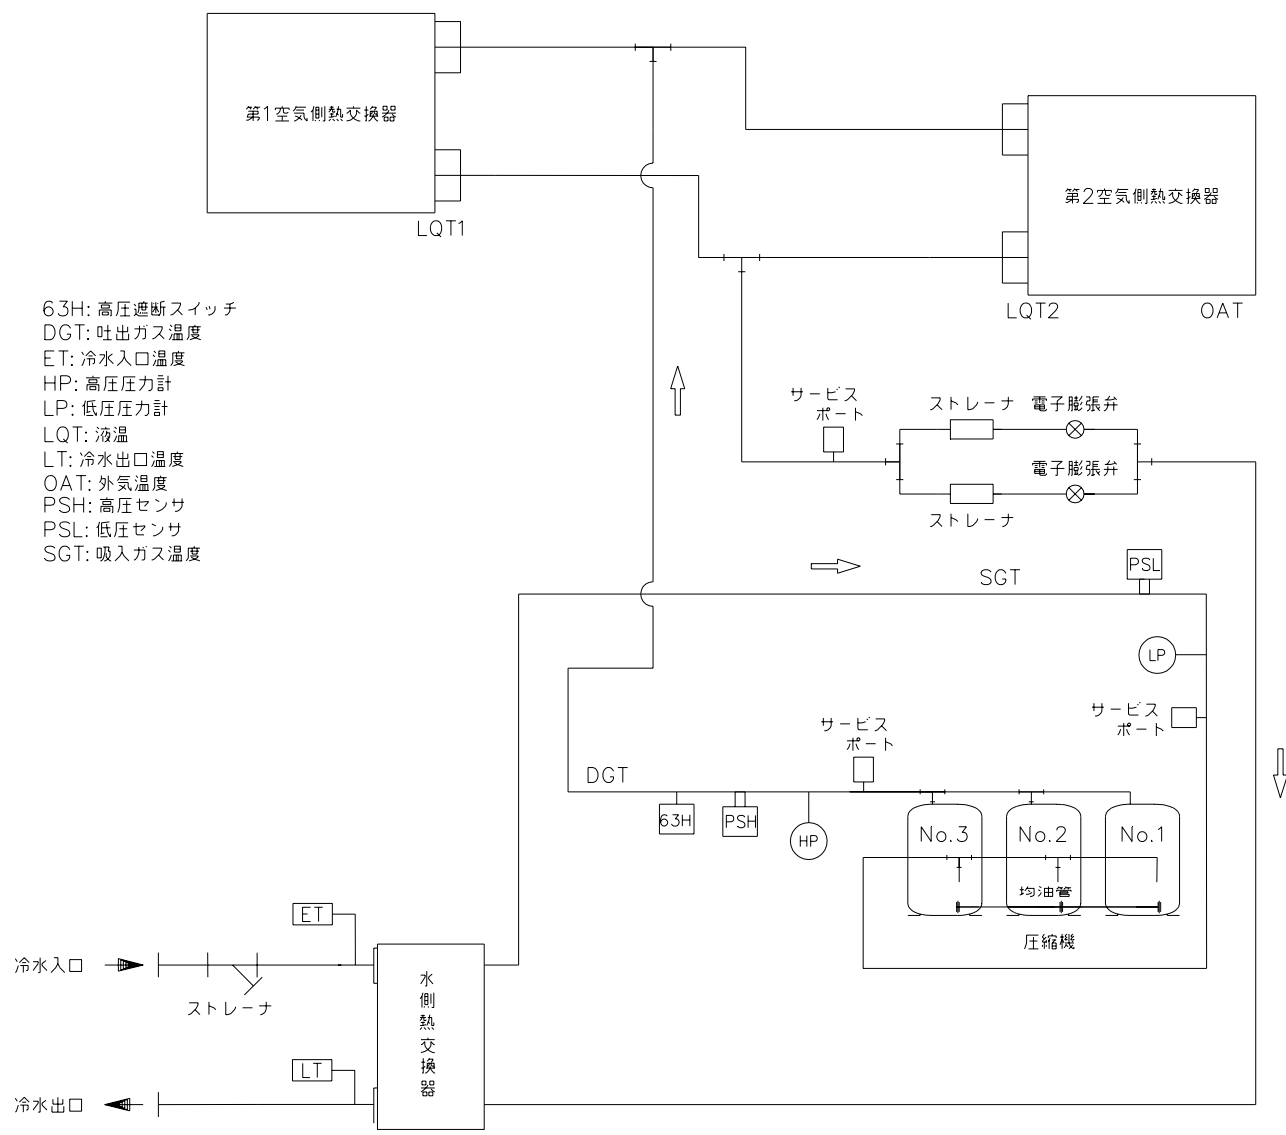 第1空気側熱交換器
LQT1
第2空気側熱交換器
LQT2
OAT
63H: 高圧遮断スイッチ
DGT: 吐出ガス温度
ET: 冷水入口温度
HP: 高圧圧力計
LP: 低圧圧力計
LQT: 液温
LT: 冷水出口温度
OAT: 外気温度
PSH: 高圧センサ
PSL: 低圧センサ
SGT: 吸入ガス温度
サービス
ポート
ストレーナ
電子膨張弁
電子膨張弁
ストレーナ
SGT
PSL
LP
サービス
ポート
サービス
ポート
DGT
63H
PSH
HP
No.3
No.2
No.1
均油管
圧縮機
ET
冷水入口
ストレーナ
水側熱交換器
LT
冷水出口